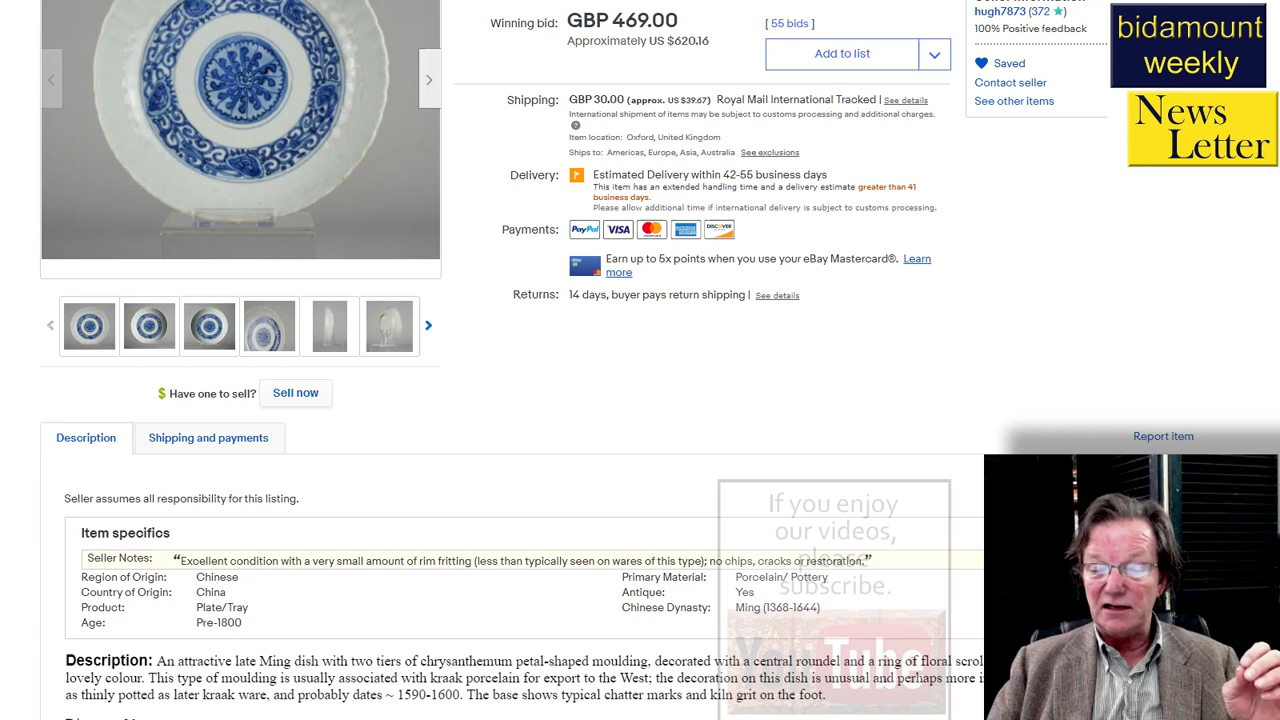 Winning bid: GBP 469.00 [ 55 bids ]
Approximately US $620.16
Add to list
hugh7873 (372 )
100% Positive feedback
Saved
Contact seller
See other items
bidamount
weekly
News
Letter
Shipping: GBP 30.00 (approx. US $39.67) Royal Mail International Tracked | See details
International shipment of items may be subject to customs processing and additional charges.
Item location: Oxford, United Kingdom
Ships to: Americas, Europe, Asia, Australia See exclusions
Delivery: Estimated Delivery within 42-55 business days
This item has an extended handling time and a delivery estimate greater than 41
business days.
Please allow additional time if international delivery is subject to customs processing.
Payments: PayPal VISA MasterCard AMERICAN EXPRESS DISCOVER
Earn up to 5x points when you use your eBay Mastercard®. Learn
more
Returns: 14 days, buyer pays return shipping | See details
$ Have one to sell? Sell now
Description Shipping and payments
Report item
Seller assumes all responsibility for this listing.
If you enjoy
our videos,
please
subscribe.
YouTube
Item specifics
Seller Notes: “Excellent condition with a very small amount of rim fritting (less than typically seen on wares of this type); no chips, cracks or restoration.”
Region of Origin: Chinese Primary Material: Porcelain/ Pottery
Country of Origin: China Antique: Yes
Product: Plate/Tray Chinese Dynasty: Ming (1368-1644)
Age: Pre-1800
Description: An attractive late Ming dish with two tiers of chrysanthemum petal-shaped moulding, decorated with a central roundel and a ring of floral scrol
lovely colour. This type of moulding is usually associated with kraak porcelain for export to the West; the decoration on this dish is unusual and perhaps more i
as thinly potted as later kraak ware, and probably dates ~ 1590-1600. The base shows typical chatter marks and kiln grit on the foot.